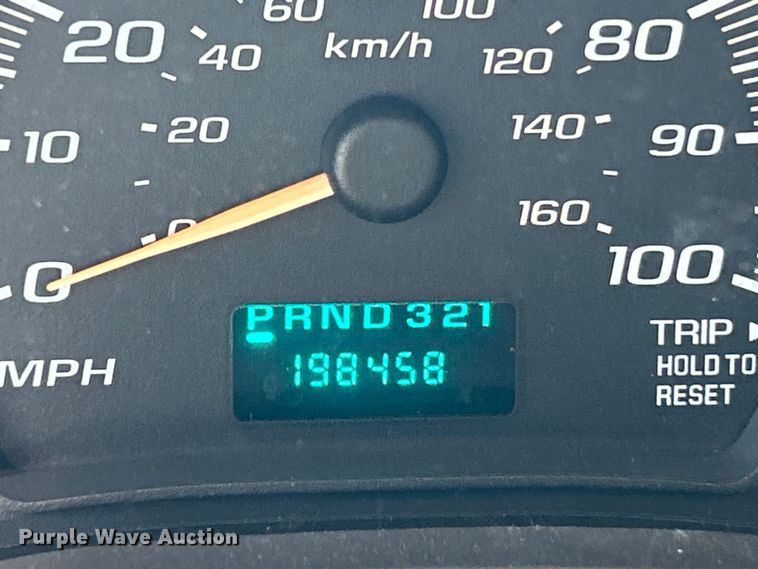 60 100
20 40 km/h 120 80
10 20 140 90
0 160
0 100
PRND321
198458
MPH
TRIP
HOLD TO
RESET
Purple Wave Auction